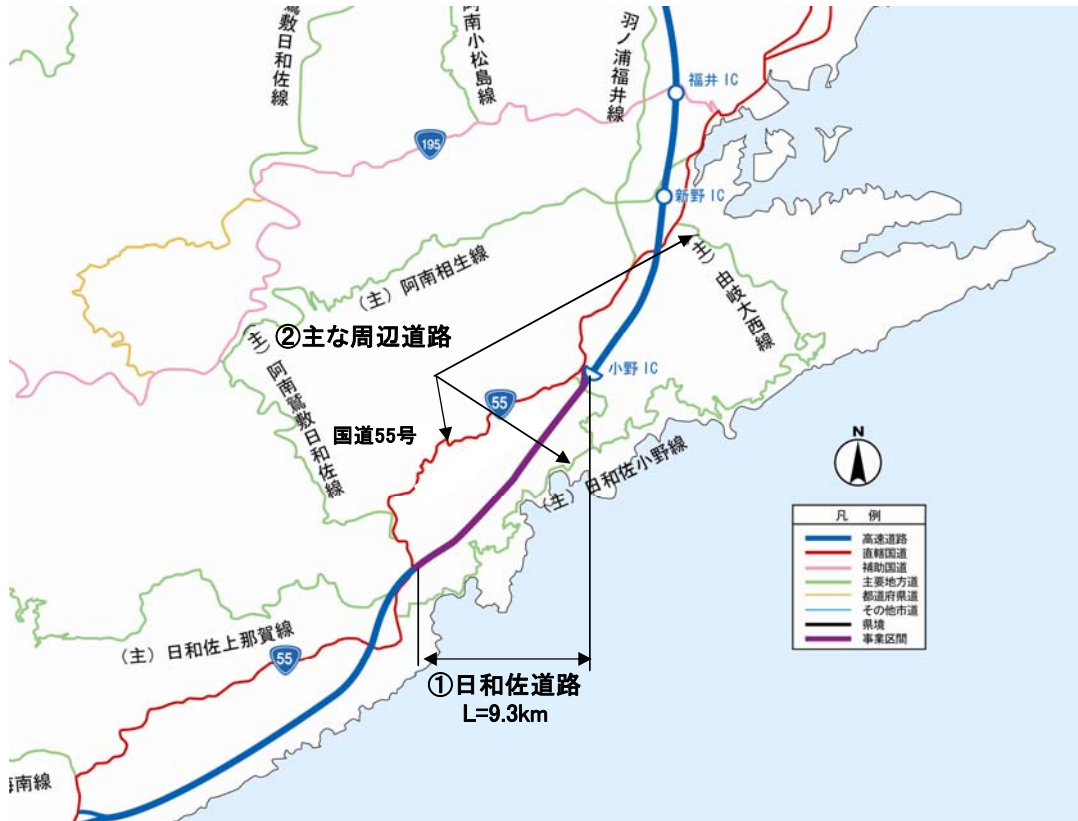 鷲敷日和佐線
阿南小松島線
羽ノ浦福井線
福井 IC
195
新野 IC
(主) 阿南相生線
(主) 由岐大西線
②主な周辺道路
(主) 阿南鷲敷日和佐線
小野 IC
55
国道55号
(主) 日和佐小野線
N
凡 例
高速道路
直轄国道
補助国道
主要地方道
都道府県道
その他市道
県境
事業区間
(主) 日和佐上那賀線
55
①日和佐道路
L=9.3km
海南線